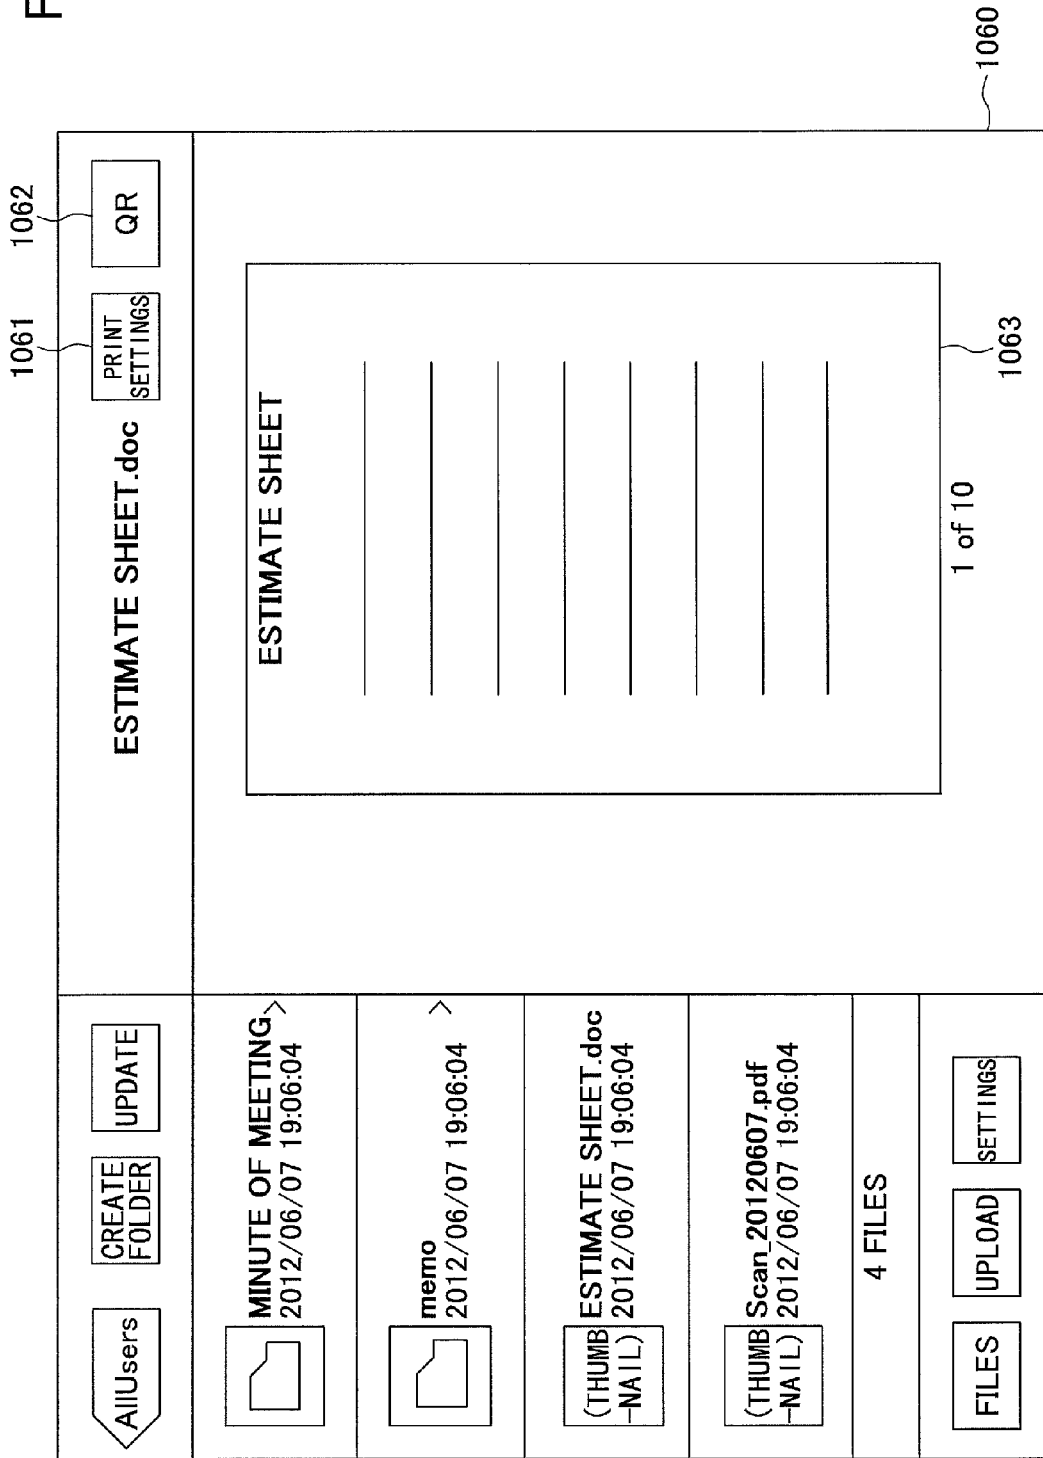 F
AllUsers
CREATE
FOLDER
UPDATE
ESTIMATE SHEET.doc
PRINT
SETTINGS
QR
1061
1062
MINUTE OF MEETING >
2012/06/07 19:06:04
memo >
2012/06/07 19:06:04
(THUMB
-NAIL)
ESTIMATE SHEET.doc
2012/06/07 19:06:04
(THUMB
-NAIL)
Scan_20120607.pdf
2012/06/07 19:06:04
4 FILES
FILES
UPLOAD
SETTINGS
ESTIMATE SHEET
1 of 10
1063
1060